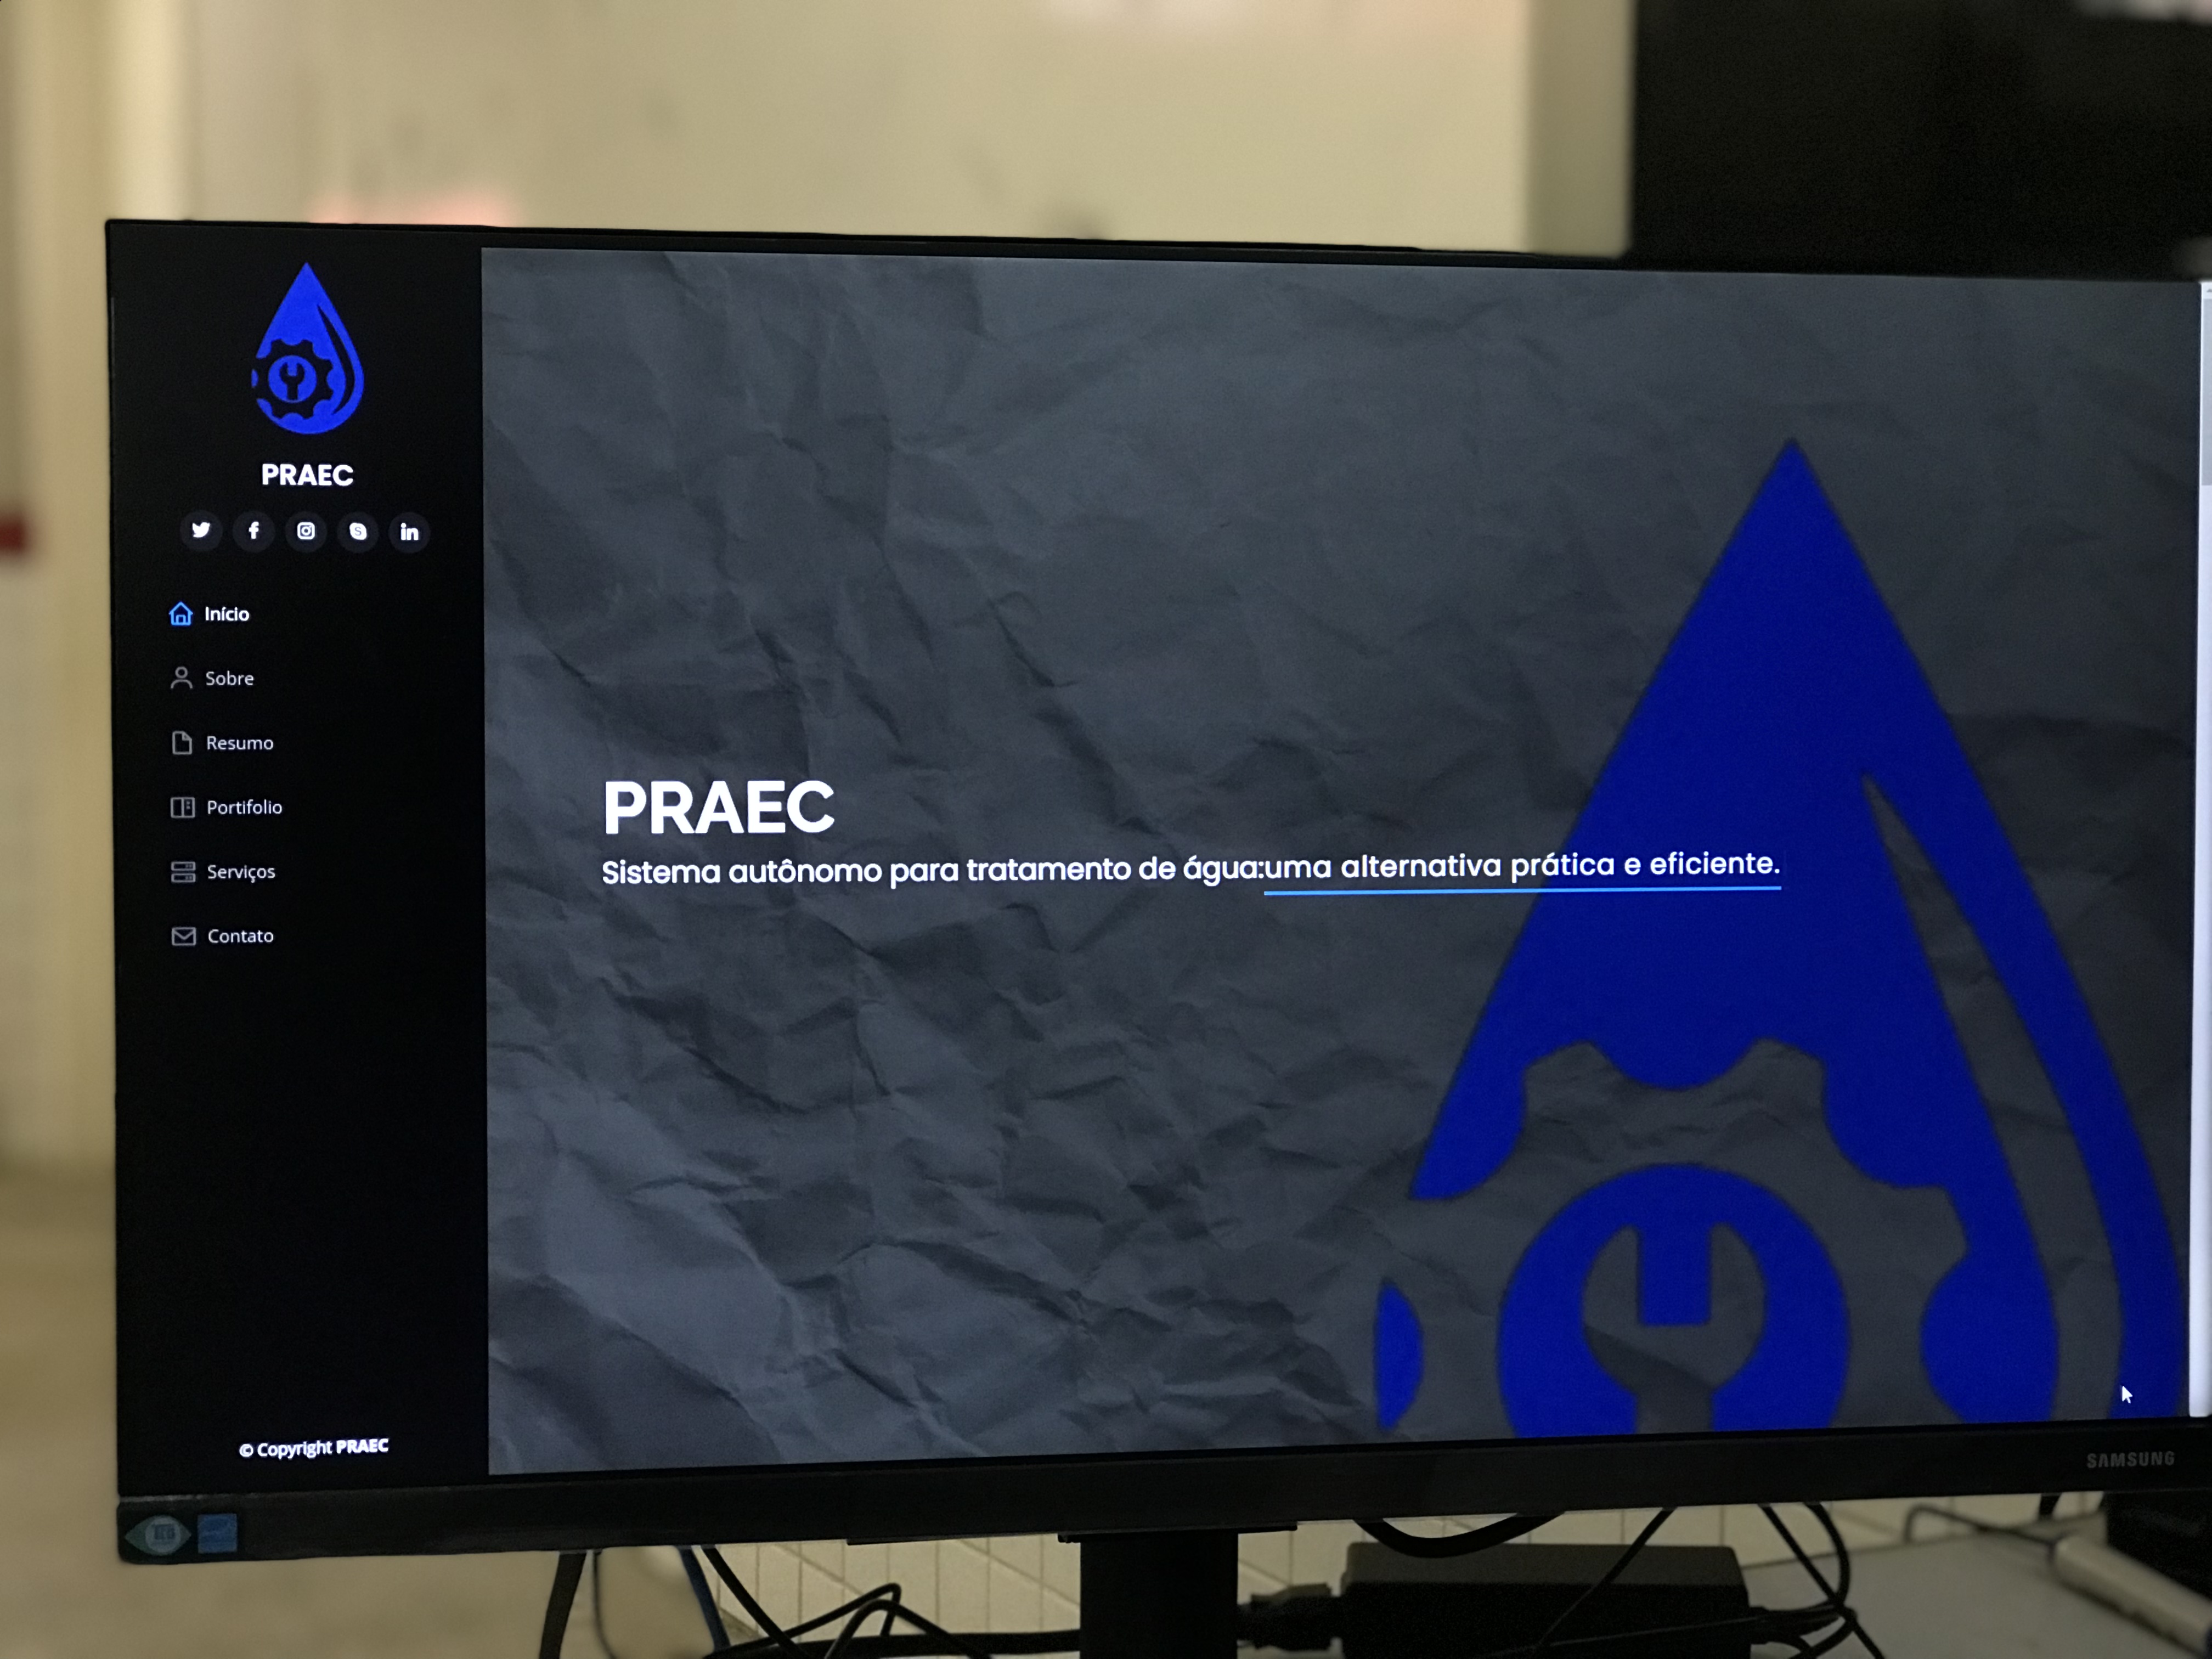 PRAEC
Início
Sobre
Resumo
Portifolio
Serviços
Contato
© Copyright PRAEC
PRAEC
Sistema autônomo para tratamento de água:uma alternativa prática e eficiente.
SAMSUNG